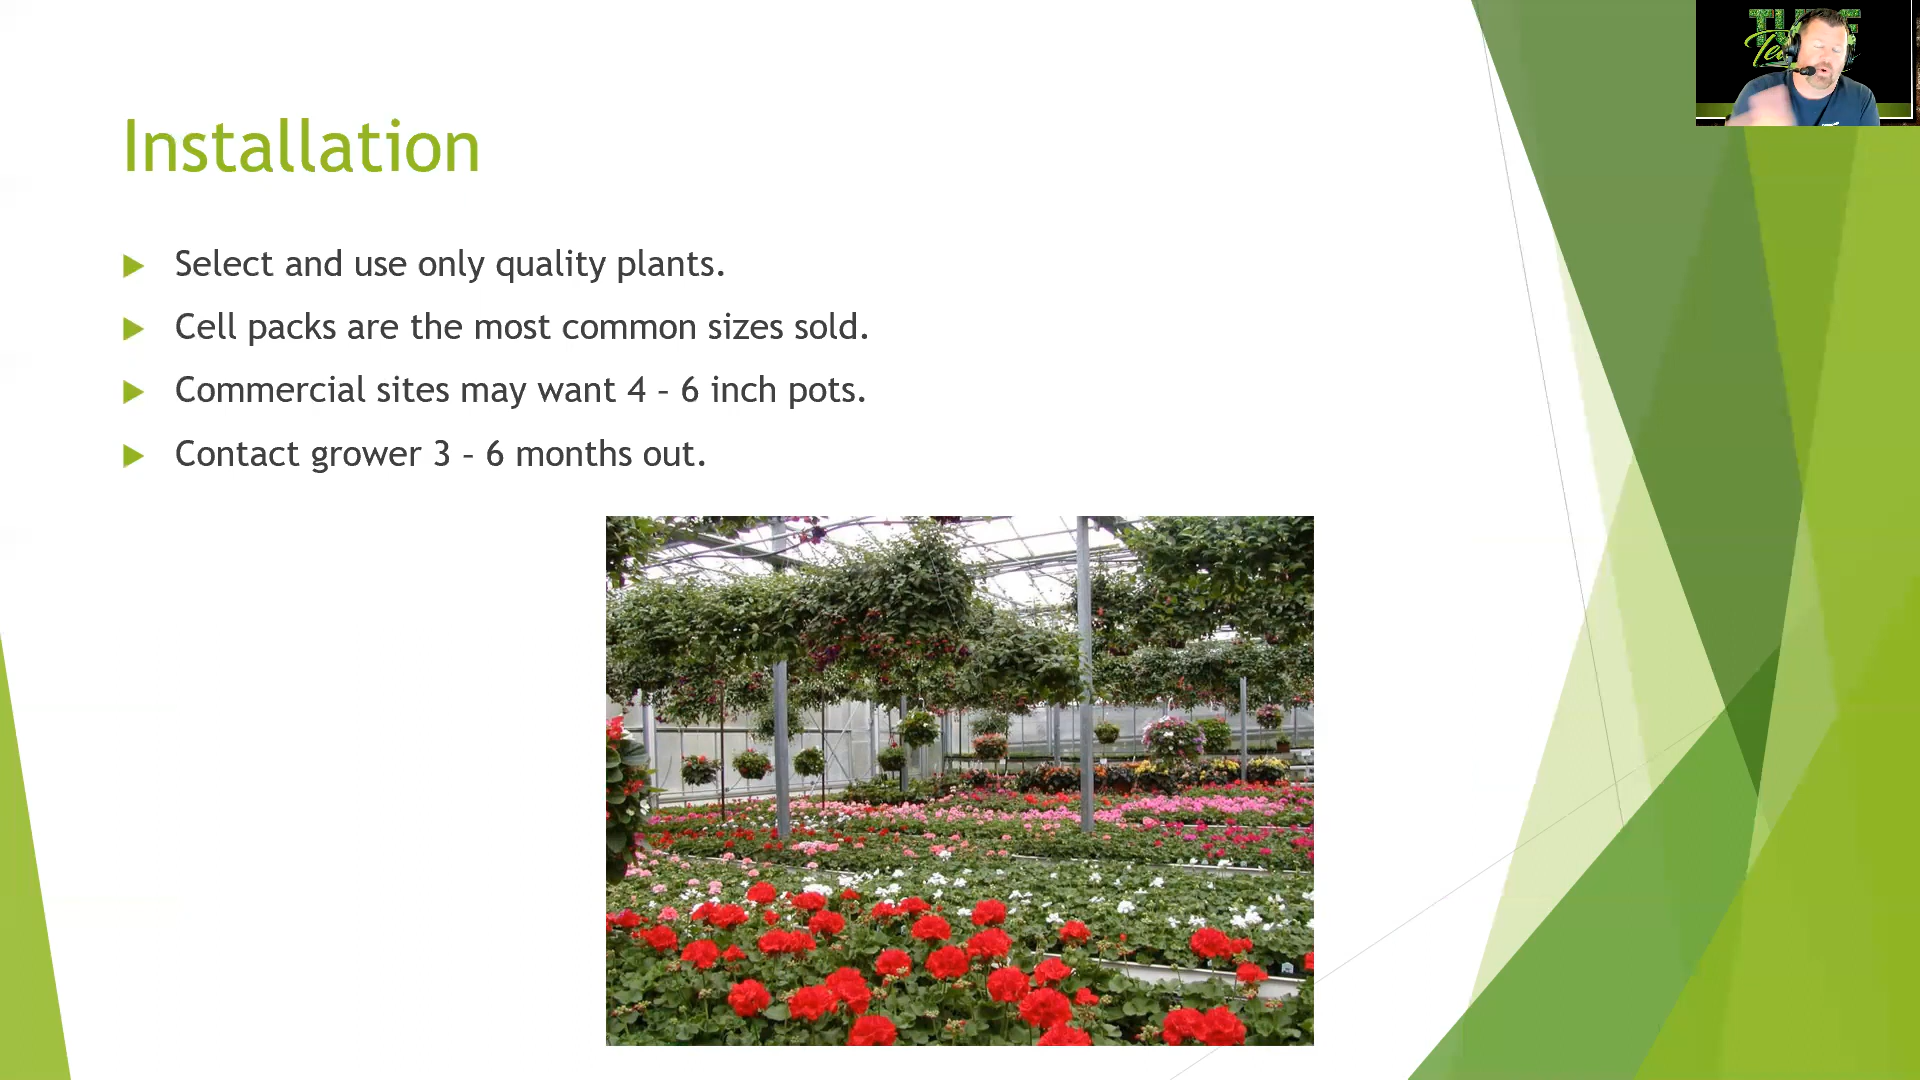 Installation
Select and use only quality plants.
Cell packs are the most common sizes sold.
Commercial sites may want 4 – 6 inch pots.
Contact grower 3 – 6 months out.